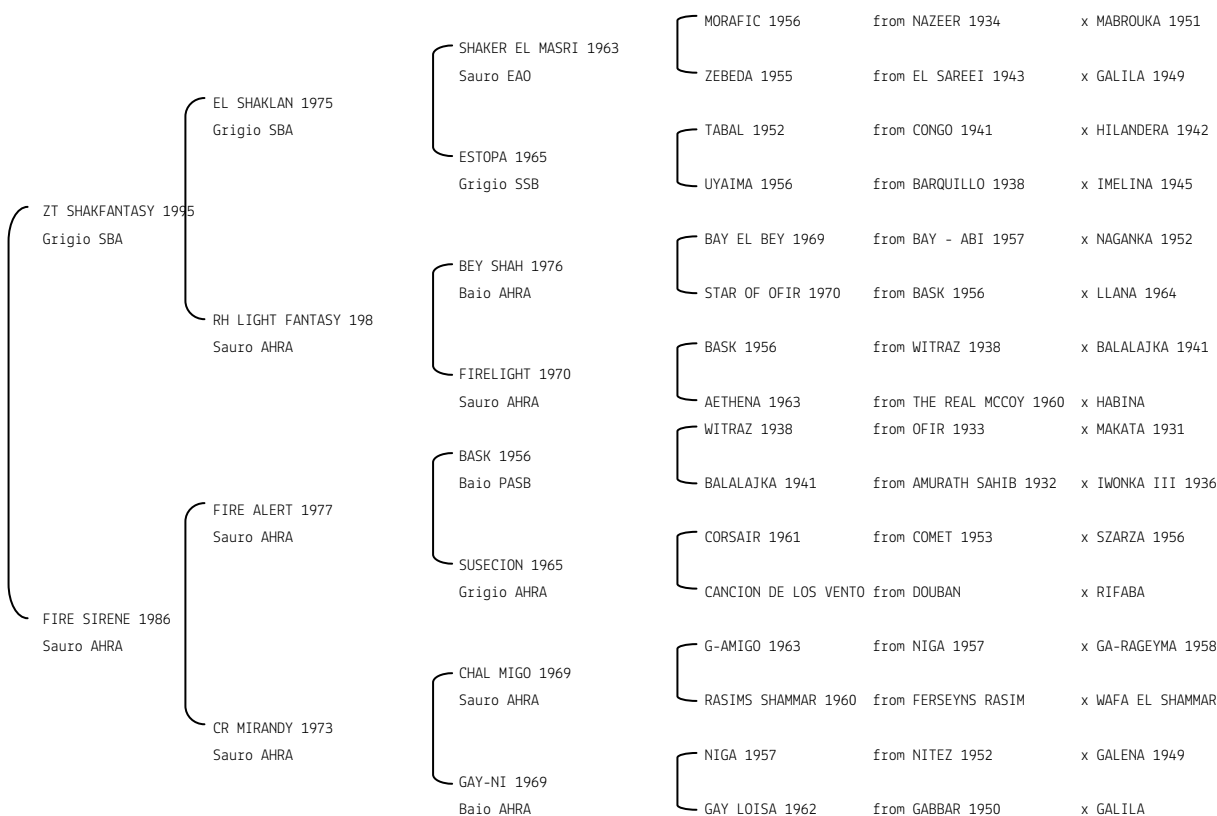 MORAFIC 1956 from NAZEER 1934 x MABROUKA 1951
SHAKER EL MASRI 1963
Sauro EAO
ZEBEDA 1955 from EL SAREEI 1943 x GALILA 1949
EL SHAKLAN 1975
Grigio SBA
TABAL 1952 from CONGO 1941 x HILANDERA 1942
ESTOPA 1965
Grigio SSB
UYAIMA 1956 from BARQUILLO 1938 x IMELINA 1945
ZT SHAKFANTASY 1995
Grigio SBA
BAY EL BEY 1969 from BAY - ABI 1957 x NAGANKA 1952
BEY SHAH 1976
Baio AHRA
STAR OF OFIR 1970 from BASK 1956 x LLANA 1964
RH LIGHT FANTASY 198
Sauro AHRA
BASK 1956 from WITRAZ 1938 x BALALAJKA 1941
FIRELIGHT 1970
Sauro AHRA
AETHENA 1963 from THE REAL MCCOY 1960 x HABINA
WITRAZ 1938 from OFIR 1933 x MAKATA 1931
BASK 1956
Baio PASB
BALALAJKA 1941 from AMURATH SAHIB 1932 x IWONKA III 1936
FIRE ALERT 1977
Sauro AHRA
CORSAIR 1961 from COMET 1953 x SZARZA 1956
SUSECION 1965
Grigio AHRA
CANCION DE LOS VENTO from DOUBAN x RIFABA
FIRE SIRENE 1986
Sauro AHRA
G-AMIGO 1963 from NIGA 1957 x GA-RAGEYMA 1958
CHAL MIGO 1969
Sauro AHRA
RASIMS SHAMMAR 1960 from FERSEYNS RASIM x WAFA EL SHAMMAR
CR MIRANDY 1973
Sauro AHRA
NIGA 1957 from NITEZ 1952 x GALENA 1949
GAY-NI 1969
Baio AHRA
GAY LOISA 1962 from GABBAR 1950 x GALILA